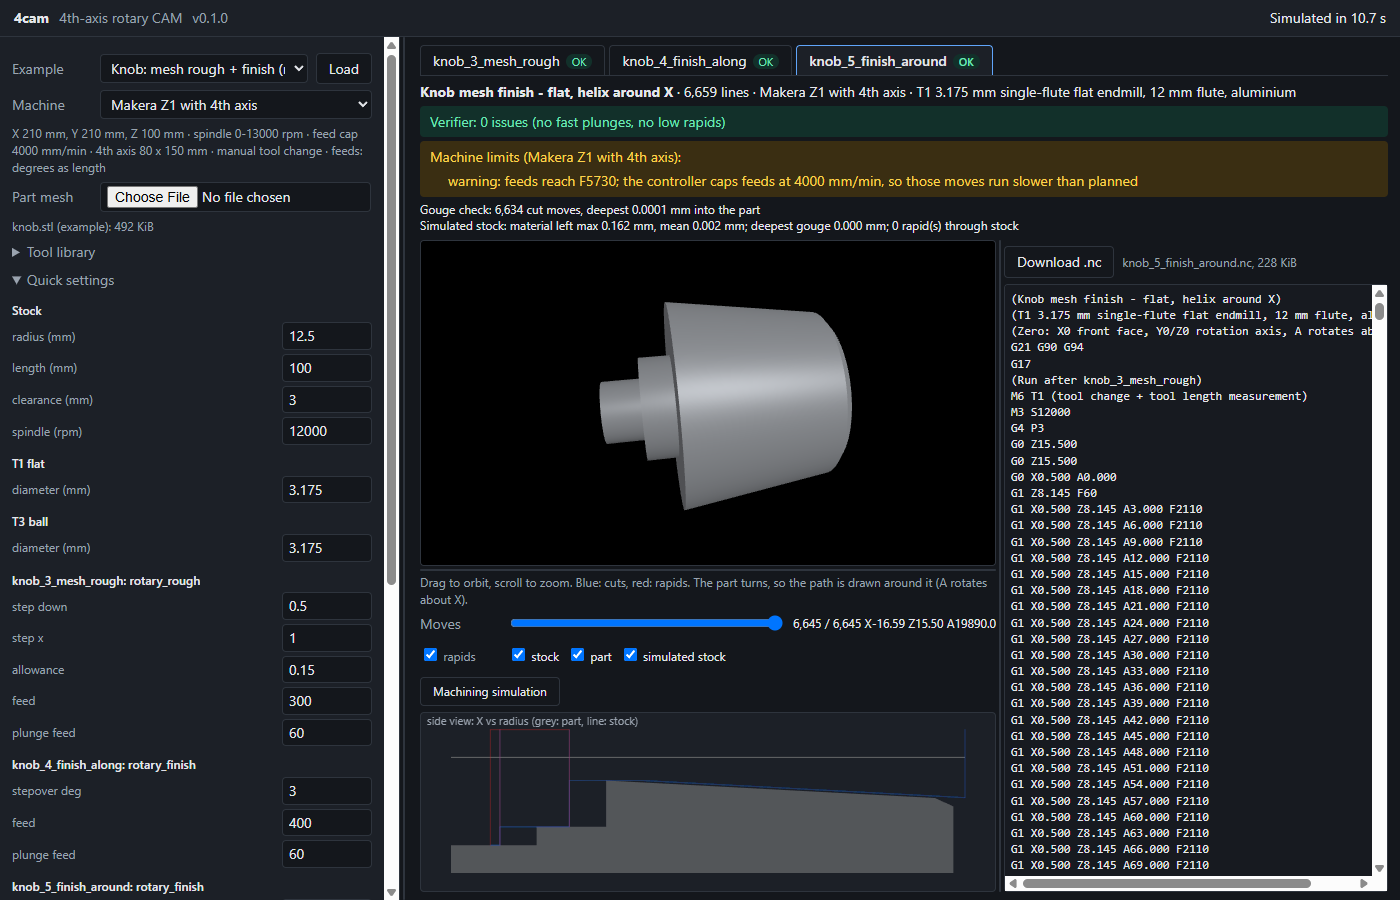 4cam 4th-axis rotary CAM v0.1.0
Simulated in 10.7 s
Example
Knob: mesh rough + finish (
Load
Machine
Makera Z1 with 4th axis
X 210 mm, Y 210 mm, Z 100 mm · spindle 0-13000 rpm · feed cap
4000 mm/min · 4th axis 80 x 150 mm · manual tool change · feeds:
degrees as length
Part mesh
Choose File No file chosen
knob.stl (example): 492 KiB
Tool library
Quick settings
Stock
radius (mm) 12.5
length (mm) 100
clearance (mm) 3
spindle (rpm) 12000
T1 flat
diameter (mm) 3.175
T3 ball
diameter (mm) 3.175
knob_3_mesh_rough: rotary_rough
step down 0.5
step x 1
allowance 0.15
feed 300
plunge feed 60
knob_4_finish_along: rotary_finish
stepover deg 3
feed 400
plunge feed 60
knob_5_finish_around: rotary_finish
knob_3_mesh_rough OK
knob_4_finish_along OK
knob_5_finish_around OK
Knob mesh finish - flat, helix around X · 6,659 lines · Makera Z1 with 4th axis · T1 3.175 mm single-flute flat endmill, 12 mm flute, aluminium
Verifier: 0 issues (no fast plunges, no low rapids)
Machine limits (Makera Z1 with 4th axis):
warning: feeds reach F5730; the controller caps feeds at 4000 mm/min, so those moves run slower than planned
Gouge check: 6,634 cut moves, deepest 0.0001 mm into the part
Simulated stock: material left max 0.162 mm, mean 0.002 mm; deepest gouge 0.000 mm; 0 rapid(s) through stock
Drag to orbit, scroll to zoom. Blue: cuts, red: rapids. The part turns, so the path is drawn around it (A rotates
about X).
Moves
6,645 / 6,645 X-16.59 Z15.50 A19890.0
rapids stock part simulated stock
Machining simulation
side view: X vs radius (grey: part, line: stock)
Download .nc
knob_5_finish_around.nc, 228 KiB
(Knob mesh finish - flat, helix around X)
(T1 3.175 mm single-flute flat endmill, 12 mm flute, al
(Zero: X0 front face, Y0/Z0 rotation axis, A rotates ab
G21 G90 G94
G17
(Run after knob_3_mesh_rough)
M6 T1 (tool change + tool length measurement)
M3 S12000
G4 P3
G0 Z15.500
G0 Z15.500
G0 X0.500 A0.000
G1 Z8.145 F60
G1 X0.500 Z8.145 A3.000 F2110
G1 X0.500 Z8.145 A6.000 F2110
G1 X0.500 Z8.145 A9.000 F2110
G1 X0.500 Z8.145 A12.000 F2110
G1 X0.500 Z8.145 A15.000 F2110
G1 X0.500 Z8.145 A18.000 F2110
G1 X0.500 Z8.145 A21.000 F2110
G1 X0.500 Z8.145 A24.000 F2110
G1 X0.500 Z8.145 A27.000 F2110
G1 X0.500 Z8.145 A30.000 F2110
G1 X0.500 Z8.145 A33.000 F2110
G1 X0.500 Z8.145 A36.000 F2110
G1 X0.500 Z8.145 A39.000 F2110
G1 X0.500 Z8.145 A42.000 F2110
G1 X0.500 Z8.145 A45.000 F2110
G1 X0.500 Z8.145 A48.000 F2110
G1 X0.500 Z8.145 A51.000 F2110
G1 X0.500 Z8.145 A54.000 F2110
G1 X0.500 Z8.145 A57.000 F2110
G1 X0.500 Z8.145 A60.000 F2110
G1 X0.500 Z8.145 A63.000 F2110
G1 X0.500 Z8.145 A66.000 F2110
G1 X0.500 Z8.145 A69.000 F2110